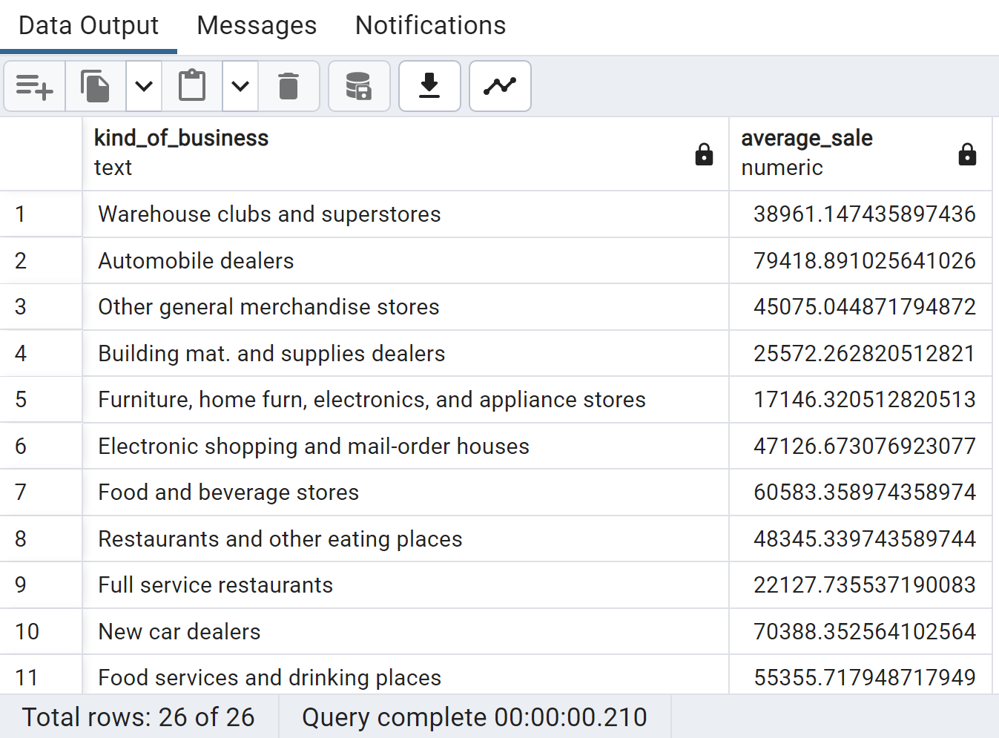 Data Output Messages Notifications
kind_of_business average_sale
text numeric
1 Warehouse clubs and superstores 38961.147435897436
2 Automobile dealers 79418.891025641026
3 Other general merchandise stores 45075.044871794872
4 Building mat. and supplies dealers 25572.262820512821
5 Furniture, home furn, electronics, and appliance stores 17146.320512820513
6 Electronic shopping and mail-order houses 47126.673076923077
7 Food and beverage stores 60583.358974358974
8 Restaurants and other eating places 48345.339743589744
9 Full service restaurants 22127.735537190083
10 New car dealers 70388.352564102564
11 Food services and drinking places 55355.717948717949
Total rows: 26 of 26 Query complete 00:00:00.210